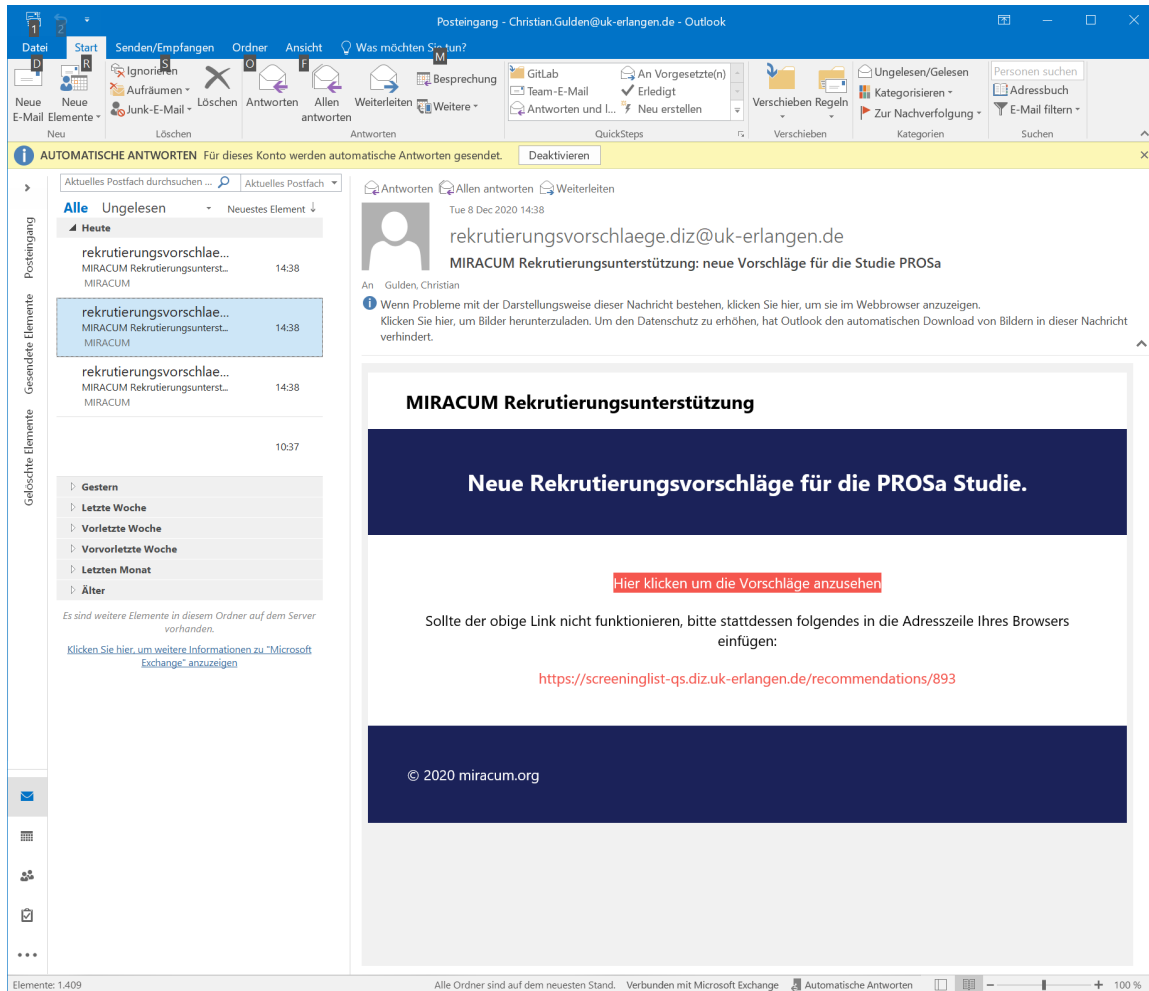 Posteingang - Christian.Gulden@uk-erlangen.de - Outlook
1 2
Datei Start Senden/Empfangen Ordner Ansicht Was möchten Sie tun?
D R S O F M
Neue E-Mail
Neue Elemente
Neu
Ignorieren
Aufräumen
Junk-E-Mail
Löschen
Löschen
Antworten
Allen antworten
Weiterleiten
Besprechung
Weitere
Antworten
GitLab
Team-E-Mail
Antworten und l...
An Vorgesetzte(n)
Erledigt
Neu erstellen
QuickSteps
Verschieben
Regeln
Verschieben
Ungelesen/Gelesen
Kategorisieren
Zur Nachverfolgung
Kategorien
Personen suchen
Adressbuch
E-Mail filtern
Suchen
AUTOMATISCHE ANTWORTEN Für dieses Konto werden automatische Antworten gesendet. Deaktivieren
Posteingang
Gesendete Elemente
Gelöschte Elemente
Aktuelles Postfach durchsuchen ... Aktuelles Postfach
Alle Ungelesen Neuestes Element ↓
Heute
rekrutierungsvorschlae...
MIRACUM Rekrutierungsunterst... 14:38
MIRACUM
rekrutierungsvorschlae...
MIRACUM Rekrutierungsunterst... 14:38
MIRACUM
rekrutierungsvorschlae...
MIRACUM Rekrutierungsunterst... 14:38
MIRACUM
10:37
Gestern
Letzte Woche
Vorletzte Woche
Vorvorletzte Woche
Letzten Monat
Älter
Es sind weitere Elemente in diesem Ordner auf dem Server
vorhanden.
Klicken Sie hier, um weitere Informationen zu "Microsoft
Exchange" anzuzeigen
Antworten Allen antworten Weiterleiten
Tue 8 Dec 2020 14:38
rekrutierungsvorschlaege.diz@uk-erlangen.de
MIRACUM Rekrutierungsunterstützung: neue Vorschläge für die Studie PROSa
An Gulden, Christian
Wenn Probleme mit der Darstellungsweise dieser Nachricht bestehen, klicken Sie hier, um sie im Webbrowser anzuzeigen.
Klicken Sie hier, um Bilder herunterzuladen. Um den Datenschutz zu erhöhen, hat Outlook den automatischen Download von Bildern in dieser Nachricht
verhindert.
MIRACUM Rekrutierungsunterstützung
Neue Rekrutierungsvorschläge für die PROSa Studie.
Hier klicken um die Vorschläge anzusehen
Sollte der obige Link nicht funktionieren, bitte stattdessen folgendes in die Adresszeile Ihres Browsers
einfügen:
https://screeninglist-qs.diz.uk-erlangen.de/recommendations/893
© 2020 miracum.org
Elemente: 1.409 Alle Ordner sind auf dem neuesten Stand. Verbunden mit Microsoft Exchange Automatische Antworten 100 %